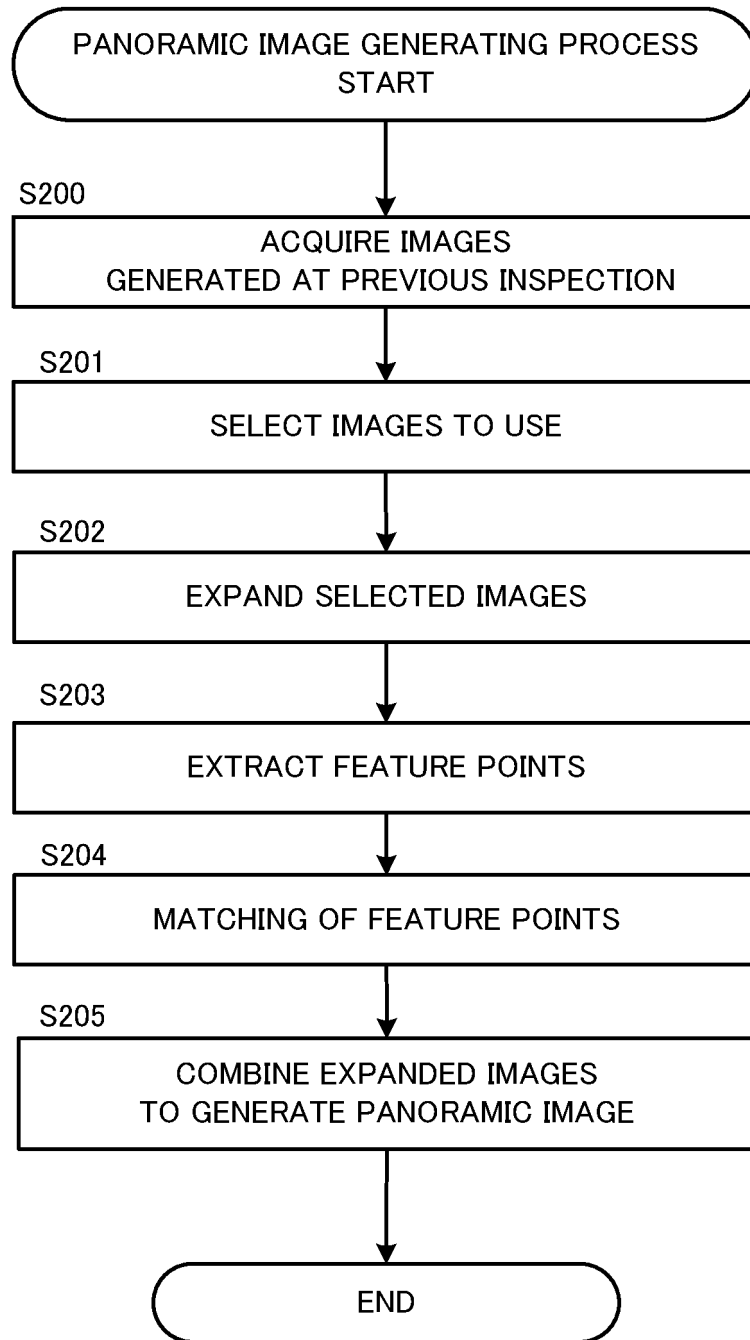 PANORAMIC IMAGE GENERATING PROCESS
START
S200
ACQUIRE IMAGES
GENERATED AT PREVIOUS INSPECTION
S201
SELECT IMAGES TO USE
S202
EXPAND SELECTED IMAGES
S203
EXTRACT FEATURE POINTS
S204
MATCHING OF FEATURE POINTS
S205
COMBINE EXPANDED IMAGES
TO GENERATE PANORAMIC IMAGE
END